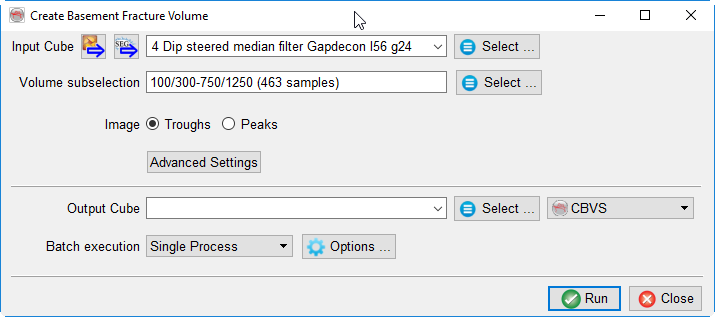 Create Basement Fracture Volume
Input Cube SEG 4 Dip steered median filter Gapdecon I56 g24 Select ...
Volume subselection 100/300-750/1250 (463 samples) Select ...
Image Troughs Peaks
Advanced Settings
Output Cube Select ... CBVS
Batch execution Single Process Options ...
Run Close